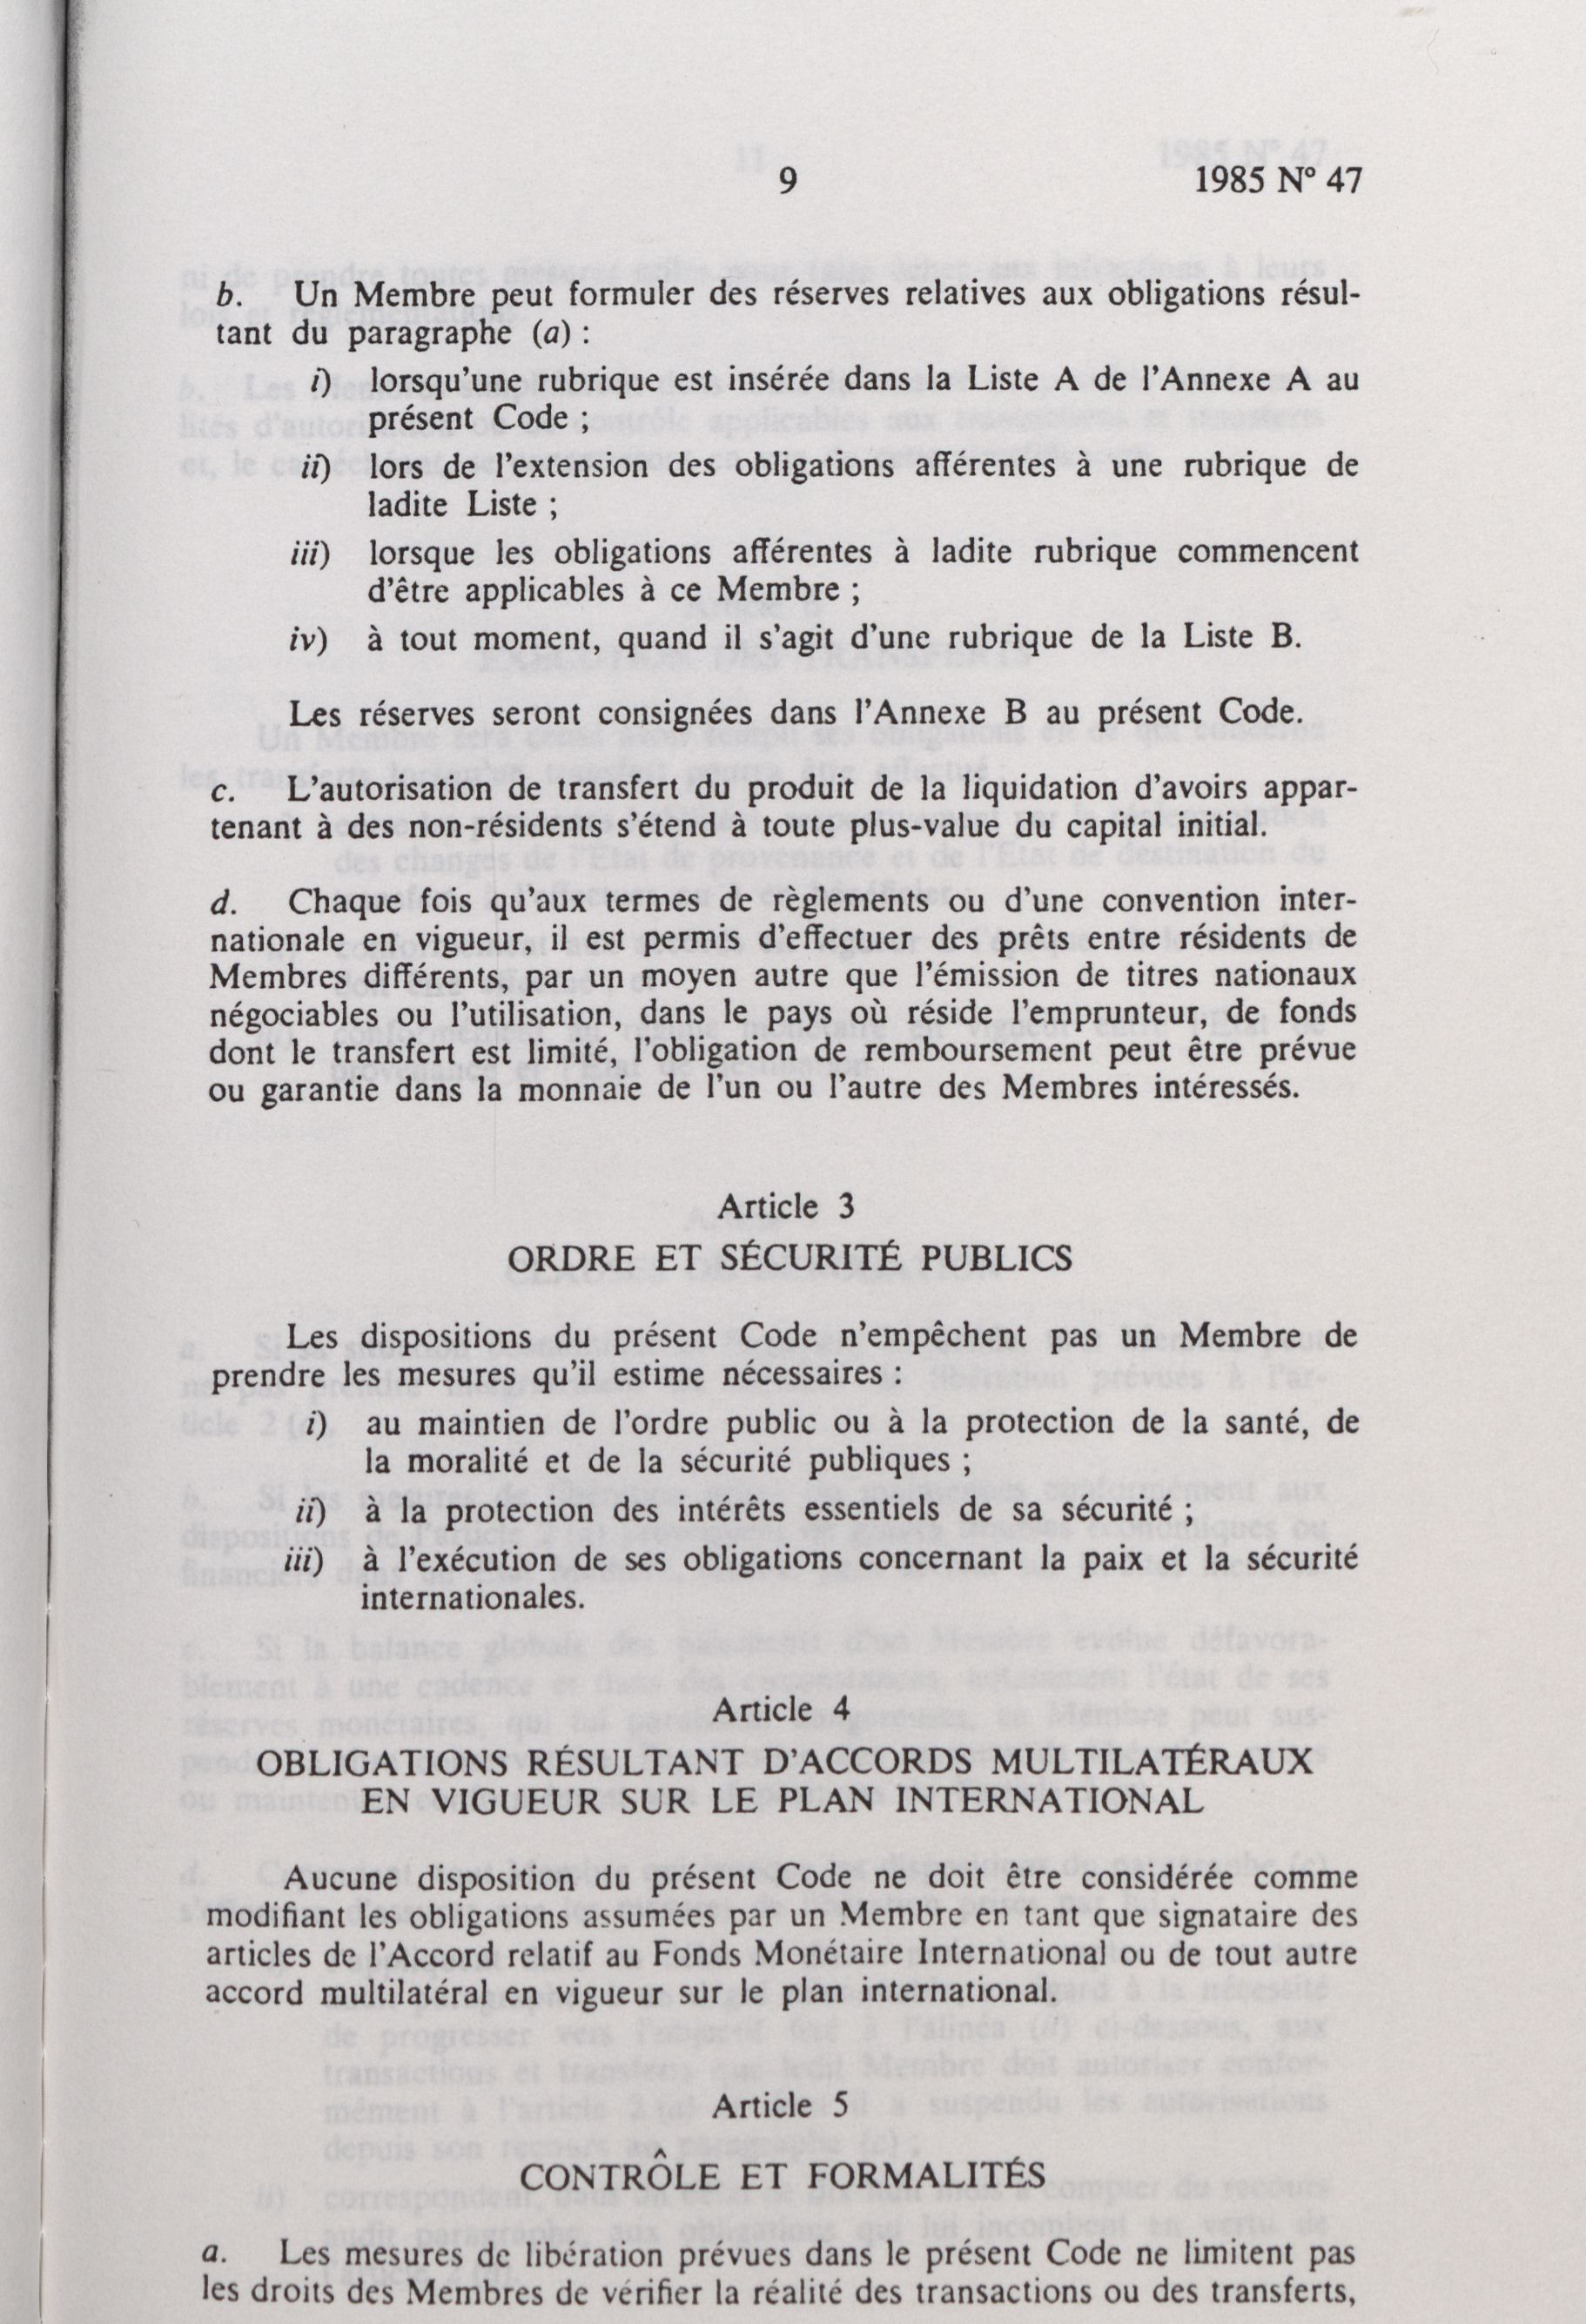 9
1985 N° 47
b. Un Membre peut formuler des réserves relatives aux obligations résul-
tant du paragraphe (a) :
i) lorsqu'une rubrique est insérée dans la Liste A de l'Annexe A au
présent Code ;
ii) lors de l'extension des obligations afférentes à une rubrique de
ladite Liste ;
iii) lorsque les obligations afférentes à ladite rubrique commencent
d'être applicables à ce Membre ;
iv) à tout moment, quand il s'agit d'une rubrique de la Liste B.
Les réserves seront consignées dans l'Annexe B au présent Code.
c. L'autorisation de transfert du produit de la liquidation d'avoirs appar-
tenant à des non-résidents s'étend à toute plus-value du capital initial.
d. Chaque fois qu'aux termes de règlements ou d'une convention inter-
nationale en vigueur, il est permis d'effectuer des prêts entre résidents de
Membres différents, par un moyen autre que l'émission de titres nationaux
négociables ou l'utilisation, dans le pays où réside l'emprunteur, de fonds
dont le transfert est limité, l'obligation de remboursement peut être prévue
ou garantie dans la monnaie de l'un ou l'autre des Membres intéressés.
Article 3
ORDRE ET SÉCURITÉ PUBLICS
Les dispositions du présent Code n'empêchent pas un Membre de
prendre les mesures qu'il estime nécessaires :
i) au maintien de l'ordre public ou à la protection de la santé, de
la moralité et de la sécurité publiques ;
ii) à la protection des intérêts essentiels de sa sécurité ;
iii) à l'exécution de ses obligations concernant la paix et la sécurité
internationales.
Article 4
OBLIGATIONS RÉSULTANT D'ACCORDS MULTILATÉRAUX
EN VIGUEUR SUR LE PLAN INTERNATIONAL
Aucune disposition du présent Code ne doit être considérée comme
modifiant les obligations assumées par un Membre en tant que signataire des
articles de l'Accord relatif au Fonds Monétaire International ou de tout autre
accord multilatéral en vigueur sur le plan international.
Article 5
CONTRÔLE ET FORMALITÉS
a. Les mesures de libération prévues dans le présent Code ne limitent pas
les droits des Membres de vérifier la réalité des transactions ou des transferts,